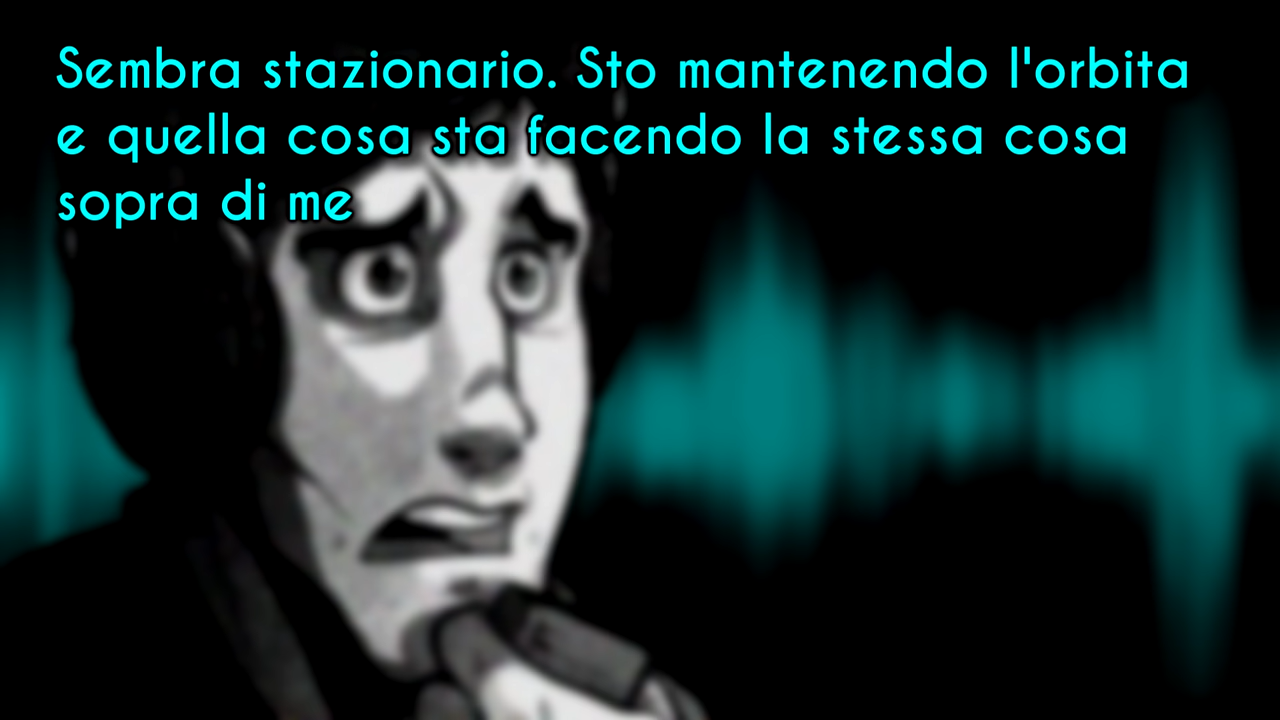 Sembra stazionario. Sto mantenendo l'orbita
e quella cosa sta facendo la stessa cosa
sopra di me